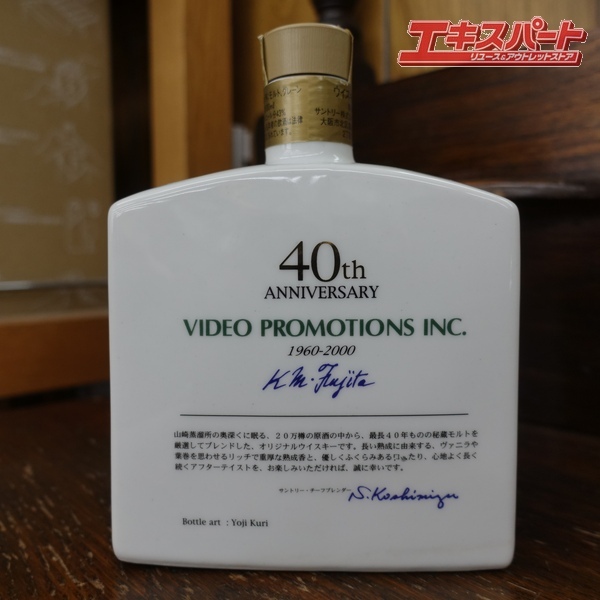 エキスパート
リユース&アウトレットストア
40th
ANNIVERSARY
VIDEO PROMOTIONS INC.
1960-2000
K M. Fujita
山崎蒸溜所の奥深くに眠る、20万樽の原酒の中から、最長40年ものの秘蔵モルトを
厳選してブレンドした、オリジナルウイスキーです。長い熟成に由来する、ヴァニラや
葉巻を思わせるリッチで重厚な熟成香と、優しくふくらみある口あたり、心地よく長く
続くアフターテイストを、お楽しみいただければ、誠に幸いです。
サントリー・チーフブレンダー
S. Koshimizu
Bottle art : Yoji Kuri